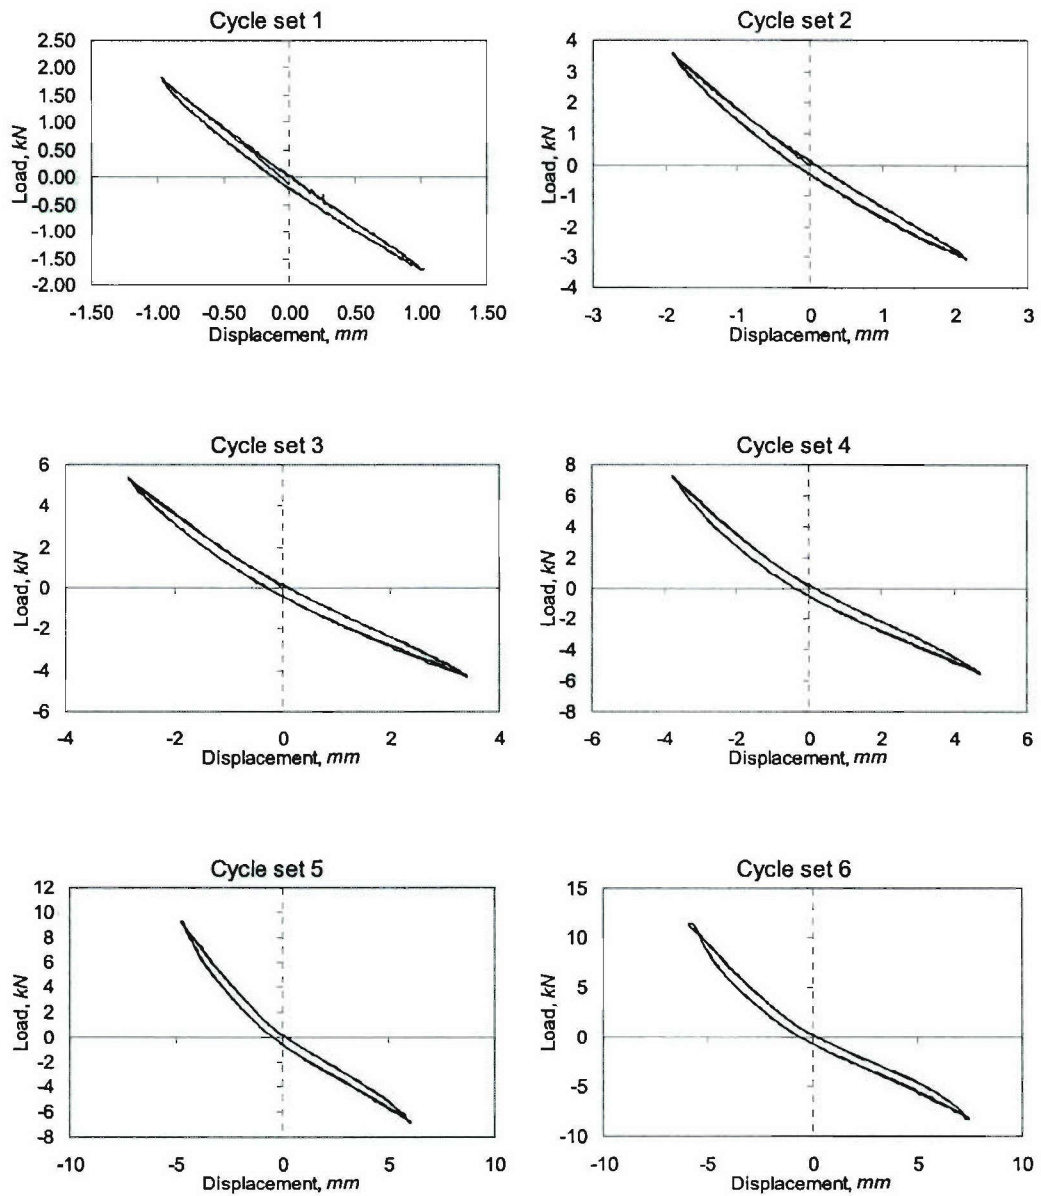 Cycle set 1
2.50
2.00
1.50
1.00
0.50
0.00
-0.50
-1.00
-1.50
-2.00
Load, kN
-1.50 -1.00 -0.50 0.00 0.50 1.00 1.50
Displacement, mm
Cycle set 2
4
3
2
1
0
-1
-2
-3
-4
Load, kN
-3 -2 -1 0 1 2 3
Displacement, mm
Cycle set 3
6
4
2
0
-2
-4
-6
Load, kN
-4 -2 0 2 4
Displacement, mm
Cycle set 4
8
6
4
2
0
-2
-4
-6
-8
Load, kN
-6 -4 -2 0 2 4 6
Displacement, mm
Cycle set 5
12
10
8
6
4
2
0
-2
-4
-6
-8
Load, kN
-10 -5 0 5 10
Displacement, mm
Cycle set 6
15
10
5
0
-5
-10
Load, kN
-10 -5 0 5 10
Displacement, mm